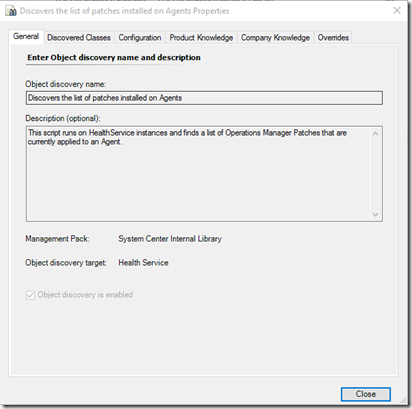 Discovers the list of patches installed on Agents Properties
General
Discovered Classes
Configuration
Product Knowledge
Company Knowledge
Overrides
Enter Object discovery name and description
Object discovery name:
Discovers the list of patches installed on Agents
Description (optional):
This script runs on HealthService instances and finds a list of Operations Manager Patches that are
currently applied to an Agent.
Management Pack: System Center Internal Library
Object discovery target: Health Service
Object discovery is enabled
Close